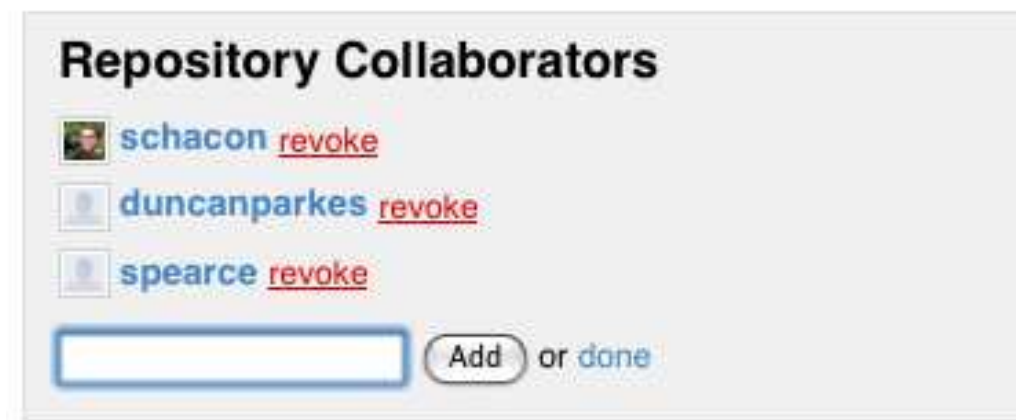 Repository Collaborators
schacon revoke
duncanparkes revoke
spearce revoke
Add or done